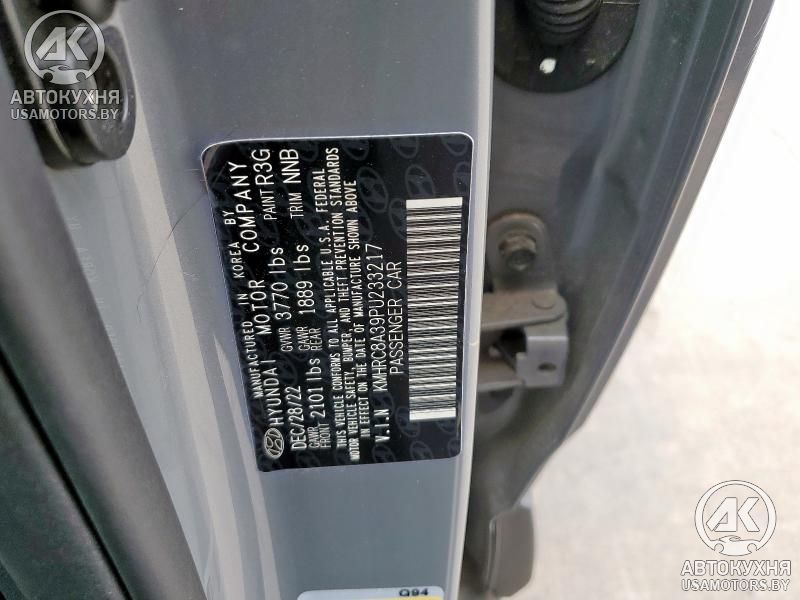 AK
АВТОКУХНЯ
USAMOTORS.BY
MANUFACTURED IN KOREA BY
HYUNDAI MOTOR COMPANY
DEC/28/22 GVWR 3770 lbs PAINT R3G
GAWR FRONT 2101 lbs GAWR REAR 1889 lbs TRIM NNB
THIS VEHICLE CONFORMS TO ALL APPLICABLE U.S.A. FEDERAL
MOTOR VEHICLE SAFETY, BUMPER, AND THEFT PREVENTION STANDARDS
IN EFFECT ON THE DATE OF MANUFACTURE SHOWN ABOVE
V.I.N KMHRC8A39PU233217
PASSENGER CAR
Q94
AK
АВТОКУХНЯ
USAMOTORS.BY